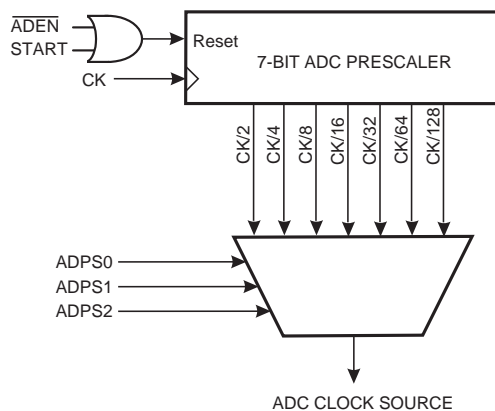 ADEN
START
Reset
7-BIT ADC PRESCALER
CK
CK/2
CK/4
CK/8
CK/16
CK/32
CK/64
CK/128
ADPS0
ADPS1
ADPS2
ADC CLOCK SOURCE